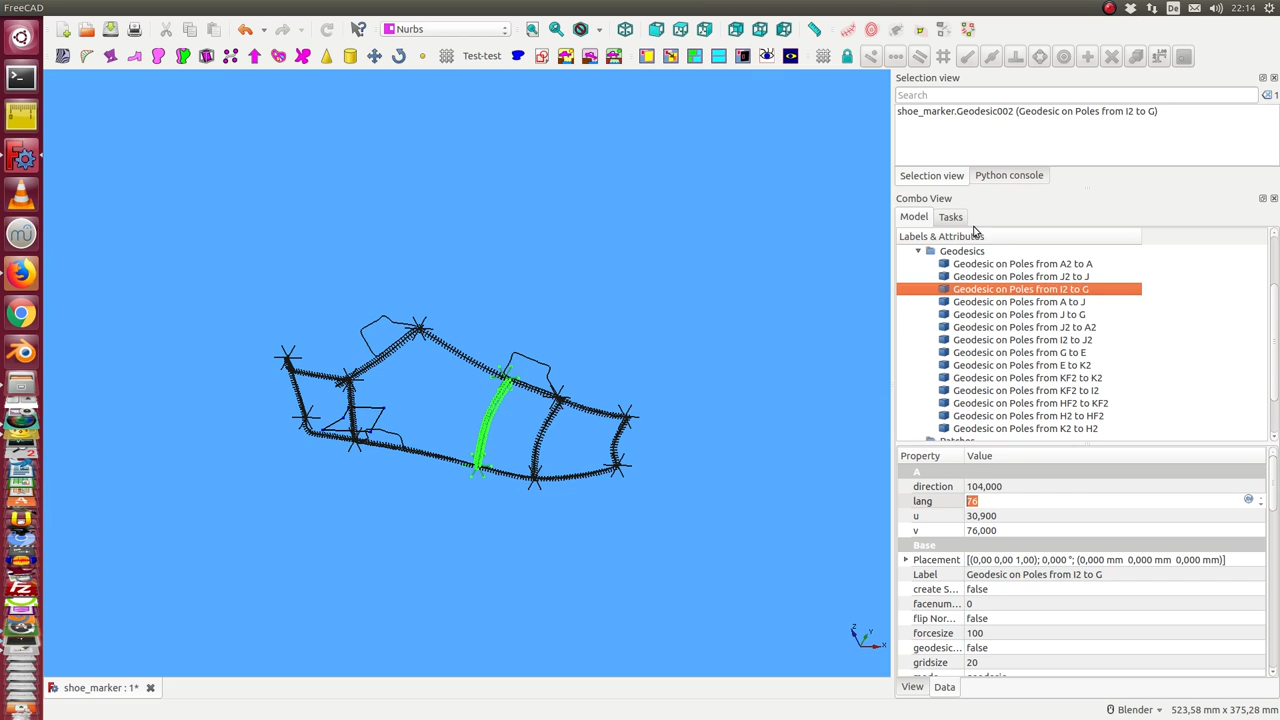 FreeCAD
De
22:14
Nurbs
Test-test
Selection view
Search
1
shoe_marker.Geodesic002 (Geodesic on Poles from I2 to G)
Selection view
Python console
Combo View
Model
Tasks
Labels & Attributes
Geodesics
Geodesic on Poles from A2 to A
Geodesic on Poles from J2 to J
Geodesic on Poles from I2 to G
Geodesic on Poles from A to J
Geodesic on Poles from J to G
Geodesic on Poles from J2 to A2
Geodesic on Poles from I2 to J2
Geodesic on Poles from G to E
Geodesic on Poles from E to K2
Geodesic on Poles from KF2 to K2
Geodesic on Poles from KF2 to I2
Geodesic on Poles from HF2 to KF2
Geodesic on Poles from H2 to HF2
Geodesic on Poles from K2 to H2
Patches
Property Value
A
direction 104,000
lang 76
u 30,900
v 76,000
Base
Placement [(0,00 0,00 1,00); 0,000 °; (0,000 mm 0,000 mm 0,000 mm)]
Label Geodesic on Poles from I2 to G
create S... false
facenum... 0
flip Nor... false
forcesize 100
geodesic... false
gridsize 20
mode geodesic
View
Data
Z
Y
X
shoe_marker : 1*
Blender
523,58 mm x 375,28 mm